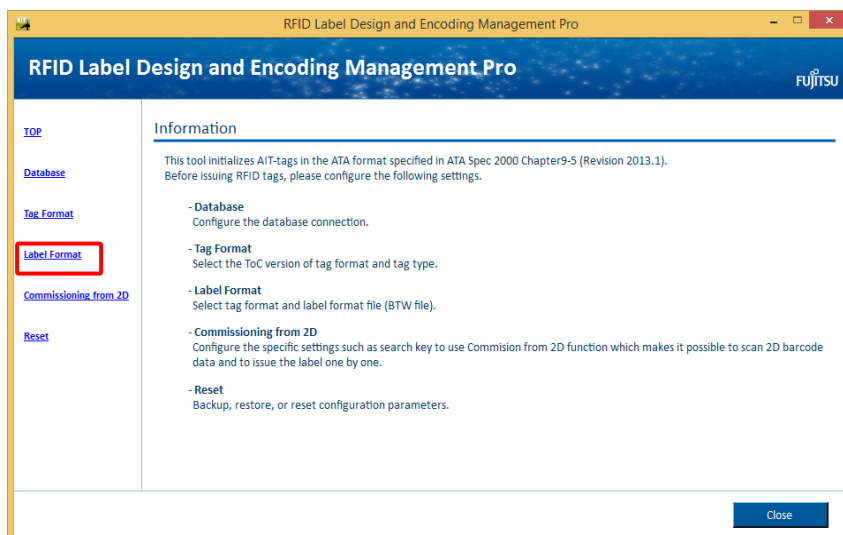 AIT
RFID Label Design and Encoding Management Pro
RFID Label Design and Encoding Management Pro
FUJITSU
TOP
Database
Tag Format
Label Format
Commissioning from 2D
Reset
Information
This tool initializes AIT-tags in the ATA format specified in ATA Spec 2000 Chapter9-5 (Revision 2013.1).
Before issuing RFID tags, please configure the following settings.
- Database
Configure the database connection.
- Tag Format
Select the ToC version of tag format and tag type.
- Label Format
Select tag format and label format file (BTW file).
- Commissioning from 2D
Configure the specific settings such as search key to use Commision from 2D function which makes it possible to scan 2D barcode
data and to issue the label one by one.
- Reset
Backup, restore, or reset configuration parameters.
Close